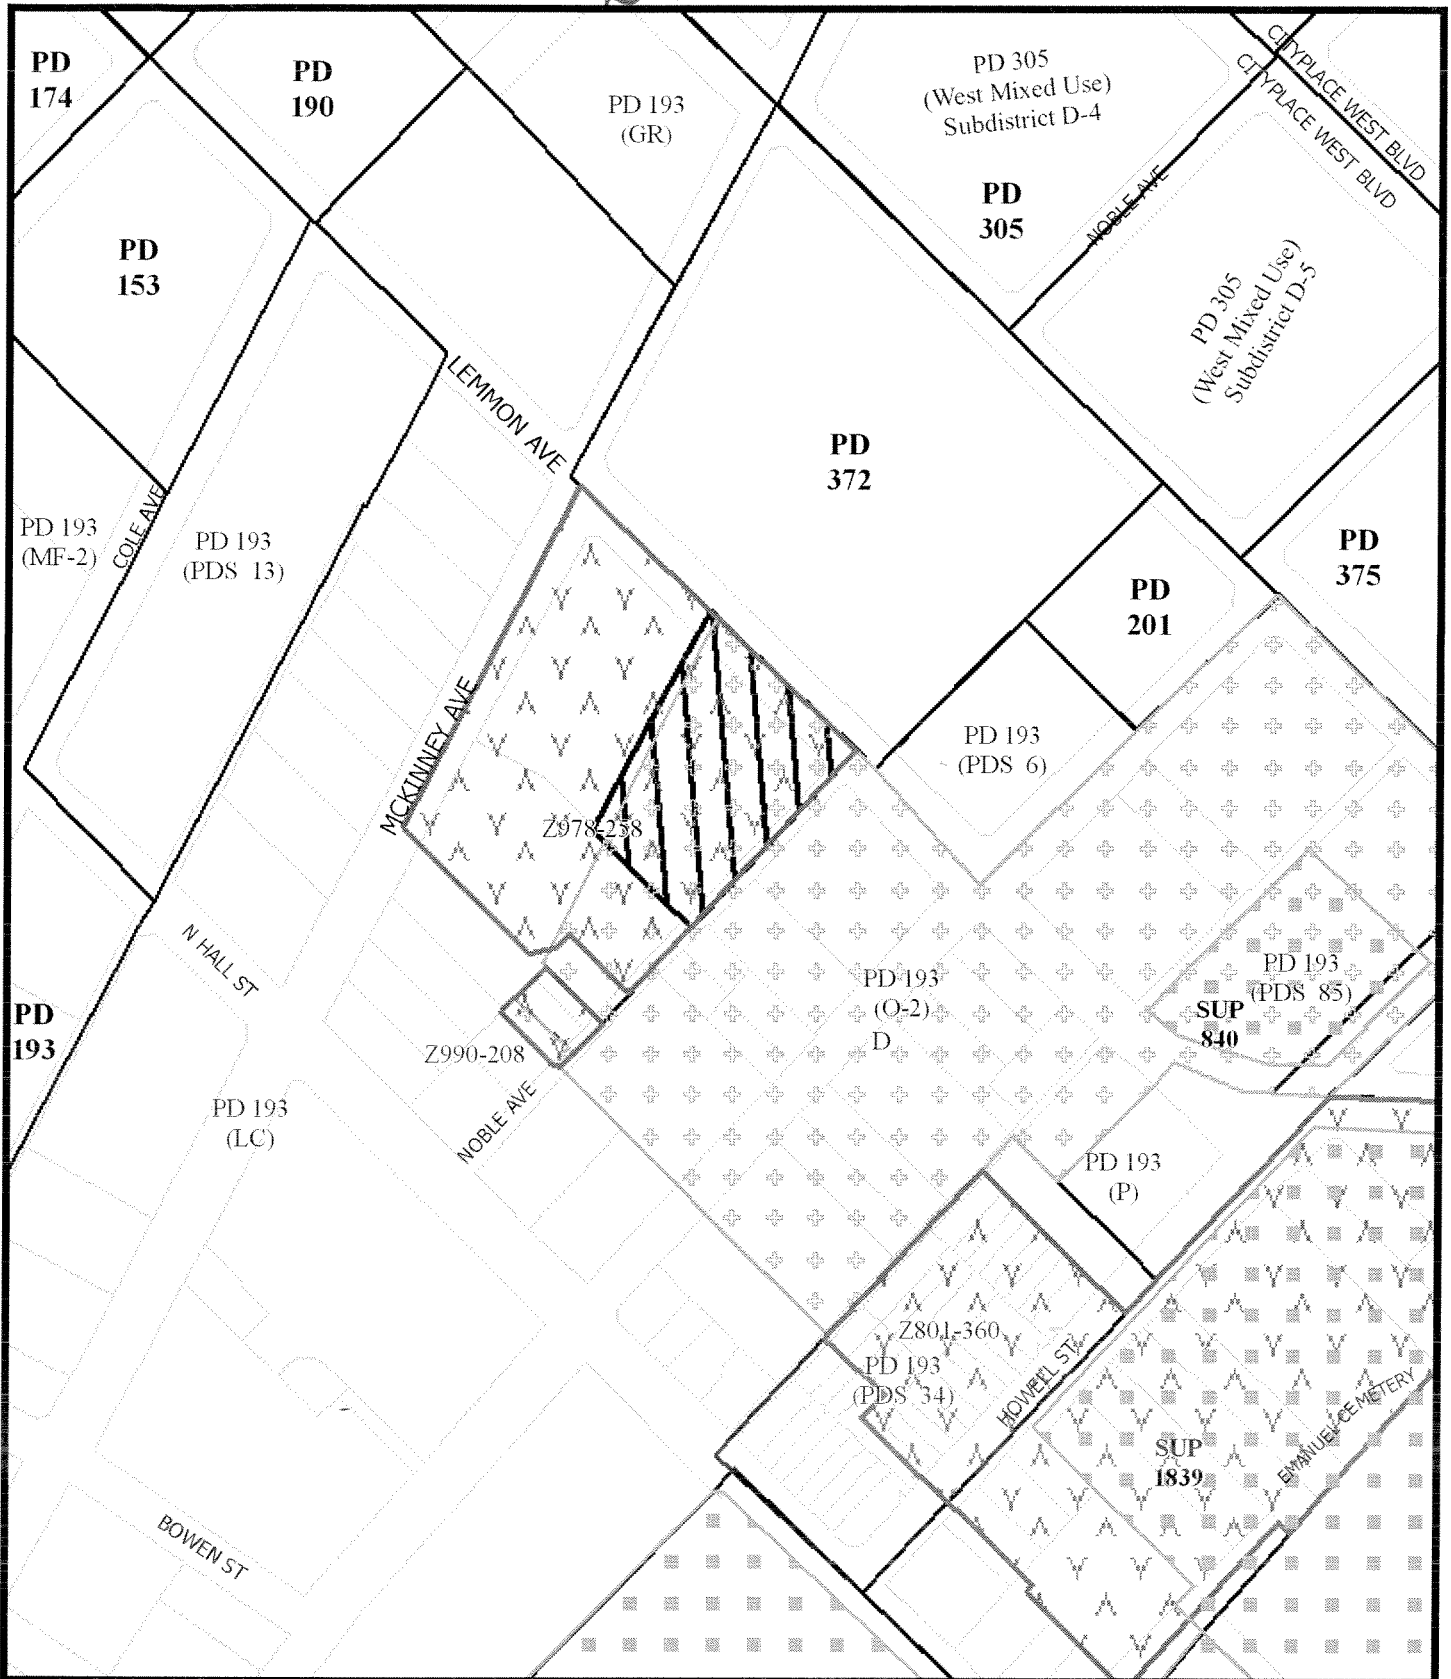 PD
174
PD
190
PD 193
(GR)
PD 305
(West Mixed Use)
Subdistrict D-4
CITYPLACE WEST BLVD
CITYPLACE WEST BLVD
PD
305
NOBLE AVE
PD
153
PD 305
(West Mixed Use)
Subdistrict D-5
LEMMON AVE
PD
372
PD 193
(MF-2)
COLE AVE
PD 193
(PDS 13)
PD
375
PD
201
MCKINNEY AVE
PD 193
(PDS 6)
Z978-258
N HALL ST
PD 193
(O-2)
D
PD 193
(PDS 85)
SUP
840
PD
193
Z990-208
NOBLE AVE
PD 193
(LC)
PD 193
(P)
Z801-360
PD 193
(PDS 34)
HOWELL ST
EMANUEL CEMETERY
SUP
1839
BOWEN ST